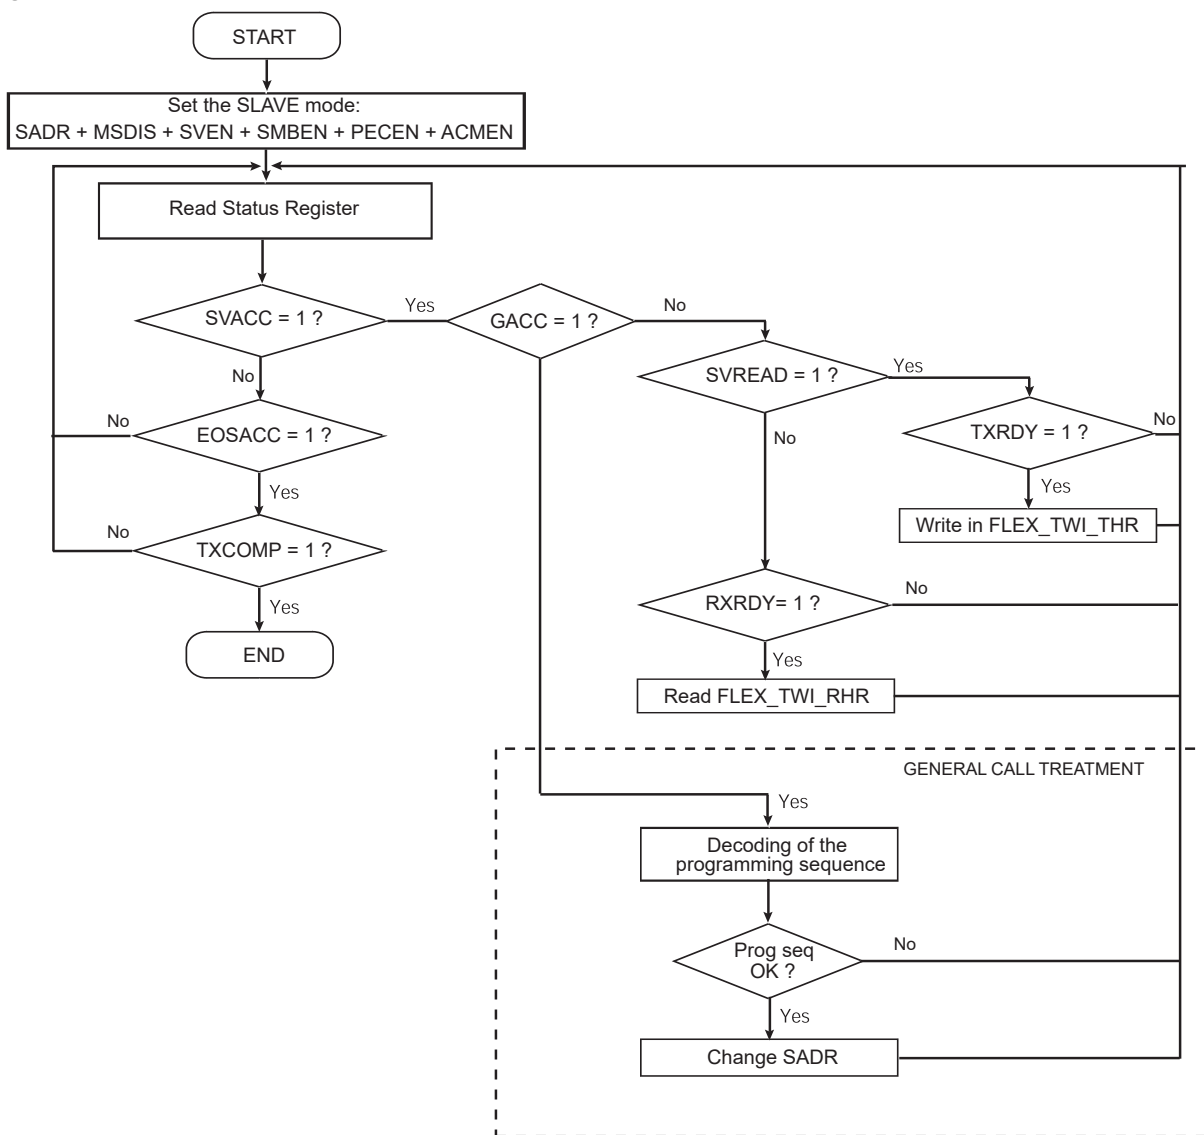 START
Set the SLAVE mode:
SADR + MSDIS + SVEN + SMBEN + PECEN + ACMEN
Read Status Register
SVACC = 1 ?
Yes
GACC = 1 ?
No
SVREAD = 1 ?
Yes
No
EOSACC = 1 ?
No
TXRDY = 1 ?
No
No
Yes
Yes
Write in FLEX_TWI_THR
No
TXCOMP = 1 ?
Yes
RXRDY= 1 ?
No
END
Yes
Read FLEX_TWI_RHR
GENERAL CALL TREATMENT
Yes
Decoding of the
programming sequence
Prog seq
OK ?
No
Yes
Change SADR